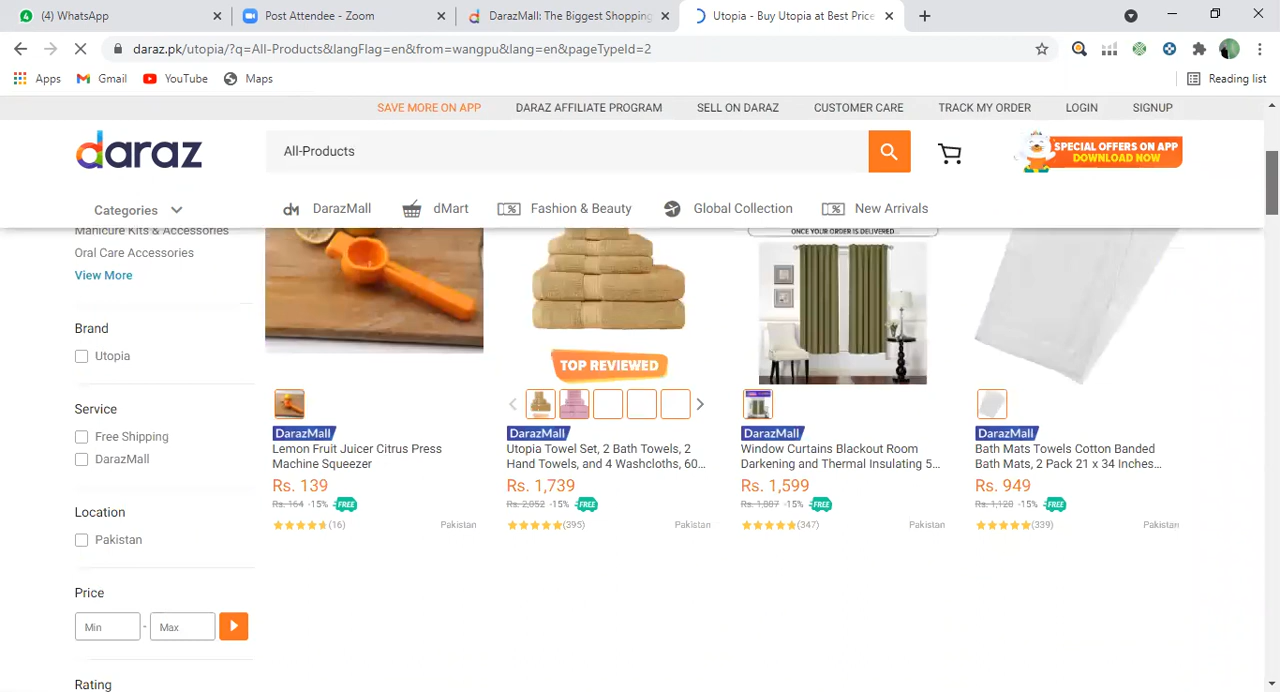 (4) WhatsApp
Post Attendee - Zoom
DarazMall: The Biggest Shopping
Utopia - Buy Utopia at Best Price
daraz.pk/utopia/?q=All-Products&langFlag=en&from=wangpu&lang=en&pageTypeId=2
Apps
Gmail
YouTube
Maps
Reading list
SAVE MORE ON APP
DARAZ AFFILIATE PROGRAM
SELL ON DARAZ
CUSTOMER CARE
TRACK MY ORDER
LOGIN
SIGNUP
daraz
All-Products
SPECIAL OFFERS ON APP
DOWNLOAD NOW
Categories
DarazMall
dMart
Fashion & Beauty
Global Collection
New Arrivals
Manicure Kits & Accessories
Oral Care Accessories
View More
Brand
Utopia
Service
Free Shipping
DarazMall
Location
Pakistan
Price
Min
-
Max
Rating
DarazMall
Lemon Fruit Juicer Citrus Press
Machine Squeezer
Rs. 139
Rs. 164 -15% FREE
(16)
Pakistan
TOP REVIEWED
DarazMall
Utopia Towel Set, 2 Bath Towels, 2
Hand Towels, and 4 Washcloths, 60...
Rs. 1,739
Rs. 2,052 -15% FREE
(395)
Pakistan
ONCE YOUR ORDER IS DELIVERED...
DarazMall
Window Curtains Blackout Room
Darkening and Thermal Insulating 5...
Rs. 1,599
Rs. 1,887 -15% FREE
(347)
Pakistan
DarazMall
Bath Mats Towels Cotton Banded
Bath Mats, 2 Pack 21 x 34 Inches...
Rs. 949
Rs. 1,120 -15% FREE
(339)
Pakistan